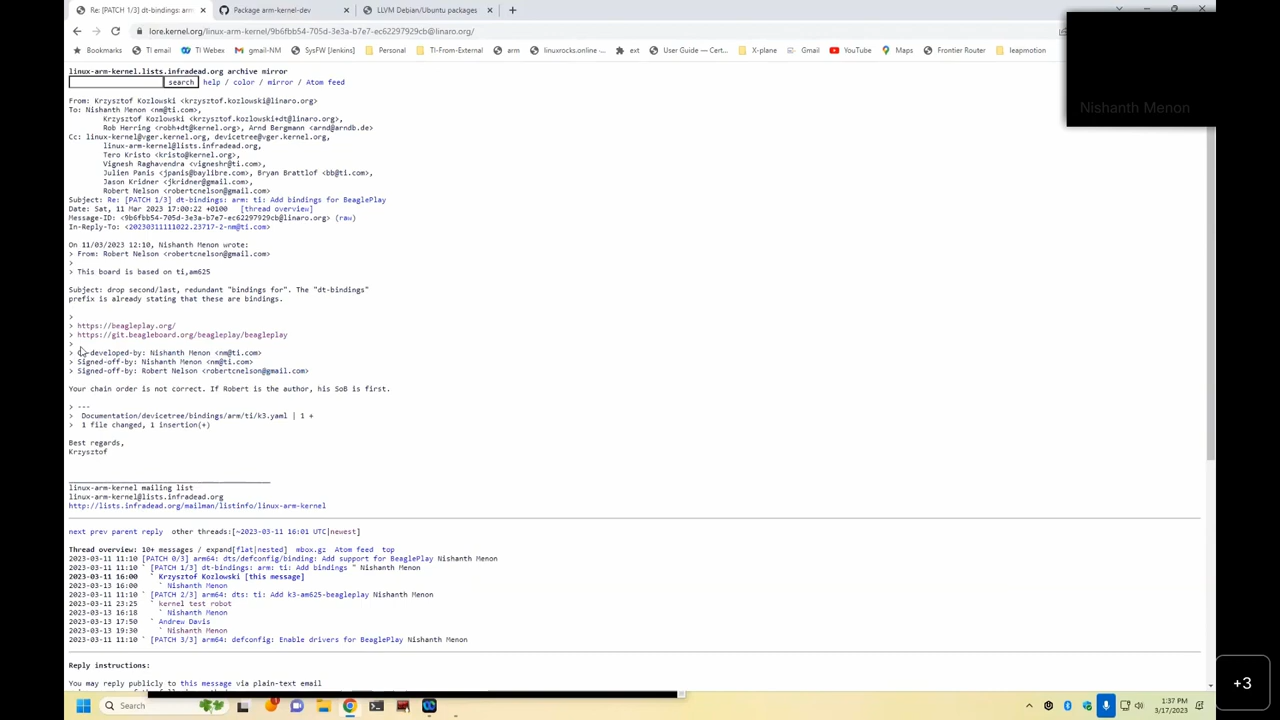 Re: [PATCH 1/3] dt-bindings: arm:
Package arm-kernel-dev
LLVM Debian/Ubuntu packages
lore.kernel.org/linux-arm-kernel/9b6fbb54-705d-3e3a-b7e7-ec62297929cb@linaro.org/
Bookmarks TI email TI Webex gmail-NM SysFW [Jenkins] Personal TI-From-External arm linuxrocks.online - ext User Guide — Cert... X-plane Gmail YouTube Maps Frontier Router leapmotion
Nishanth Menon
linux-arm-kernel.lists.infradead.org archive mirror
search help / color / mirror / Atom feed
From: Krzysztof Kozlowski <krzysztof.kozlowski@linaro.org>
To: Nishanth Menon <nm@ti.com>,
Krzysztof Kozlowski <krzysztof.kozlowski+dt@linaro.org>,
Rob Herring <robh+dt@kernel.org>, Arnd Bergmann <arnd@arndb.de>
Cc: linux-kernel@vger.kernel.org, devicetree@vger.kernel.org,
linux-arm-kernel@lists.infradead.org,
Tero Kristo <kristo@kernel.org>,
Vignesh Raghavendra <vigneshr@ti.com>,
Julien Panis <jpanis@baylibre.com>, Bryan Brattlof <bb@ti.com>,
Jason Kridner <jkridner@gmail.com>,
Robert Nelson <robertcnelson@gmail.com>
Subject: Re: [PATCH 1/3] dt-bindings: arm: ti: Add bindings for BeaglePlay
Date: Sat, 11 Mar 2023 17:00:22 +0100 [thread overview]
Message-ID: <9b6fbb54-705d-3e3a-b7e7-ec62297929cb@linaro.org> (raw)
In-Reply-To: <20230311111022.23717-2-nm@ti.com>
On 11/03/2023 12:10, Nishanth Menon wrote:
> From: Robert Nelson <robertcnelson@gmail.com>
>
> This board is based on ti,am625
Subject: drop second/last, redundant "bindings for". The "dt-bindings"
prefix is already stating that these are bindings.
>
> https://beagleplay.org/
> https://git.beagleboard.org/beagleplay/beagleplay
>
> Co-developed-by: Nishanth Menon <nm@ti.com>
> Signed-off-by: Nishanth Menon <nm@ti.com>
> Signed-off-by: Robert Nelson <robertcnelson@gmail.com>
Your chain order is not correct. If Robert is the author, his SoB is first.
> ---
> Documentation/devicetree/bindings/arm/ti/k3.yaml | 1 +
> 1 file changed, 1 insertion(+)
Best regards,
Krzysztof
linux-arm-kernel mailing list
linux-arm-kernel@lists.infradead.org
http://lists.infradead.org/mailman/listinfo/linux-arm-kernel
next prev parent reply other threads:[~2023-03-11 16:01 UTC|newest]
Thread overview: 10+ messages / expand[flat|nested] mbox.gz Atom feed top
2023-03-11 11:10 [PATCH 0/3] arm64: dts/defconfig/binding: Add support for BeaglePlay Nishanth Menon
2023-03-11 11:10 ` [PATCH 1/3] dt-bindings: arm: ti: Add bindings " Nishanth Menon
2023-03-11 16:00 ` Krzysztof Kozlowski [this message]
2023-03-13 16:00 ` Nishanth Menon
2023-03-11 11:10 ` [PATCH 2/3] arm64: dts: ti: Add k3-am625-beagleplay Nishanth Menon
2023-03-11 23:25 ` kernel test robot
2023-03-13 16:18 ` Nishanth Menon
2023-03-13 17:50 ` Andrew Davis
2023-03-13 19:30 ` Nishanth Menon
2023-03-11 11:10 ` [PATCH 3/3] arm64: defconfig: Enable drivers for BeaglePlay Nishanth Menon
Reply instructions:
You may reply publicly to this message via plain-text email
+3
Search
1:37 PM
3/17/2023